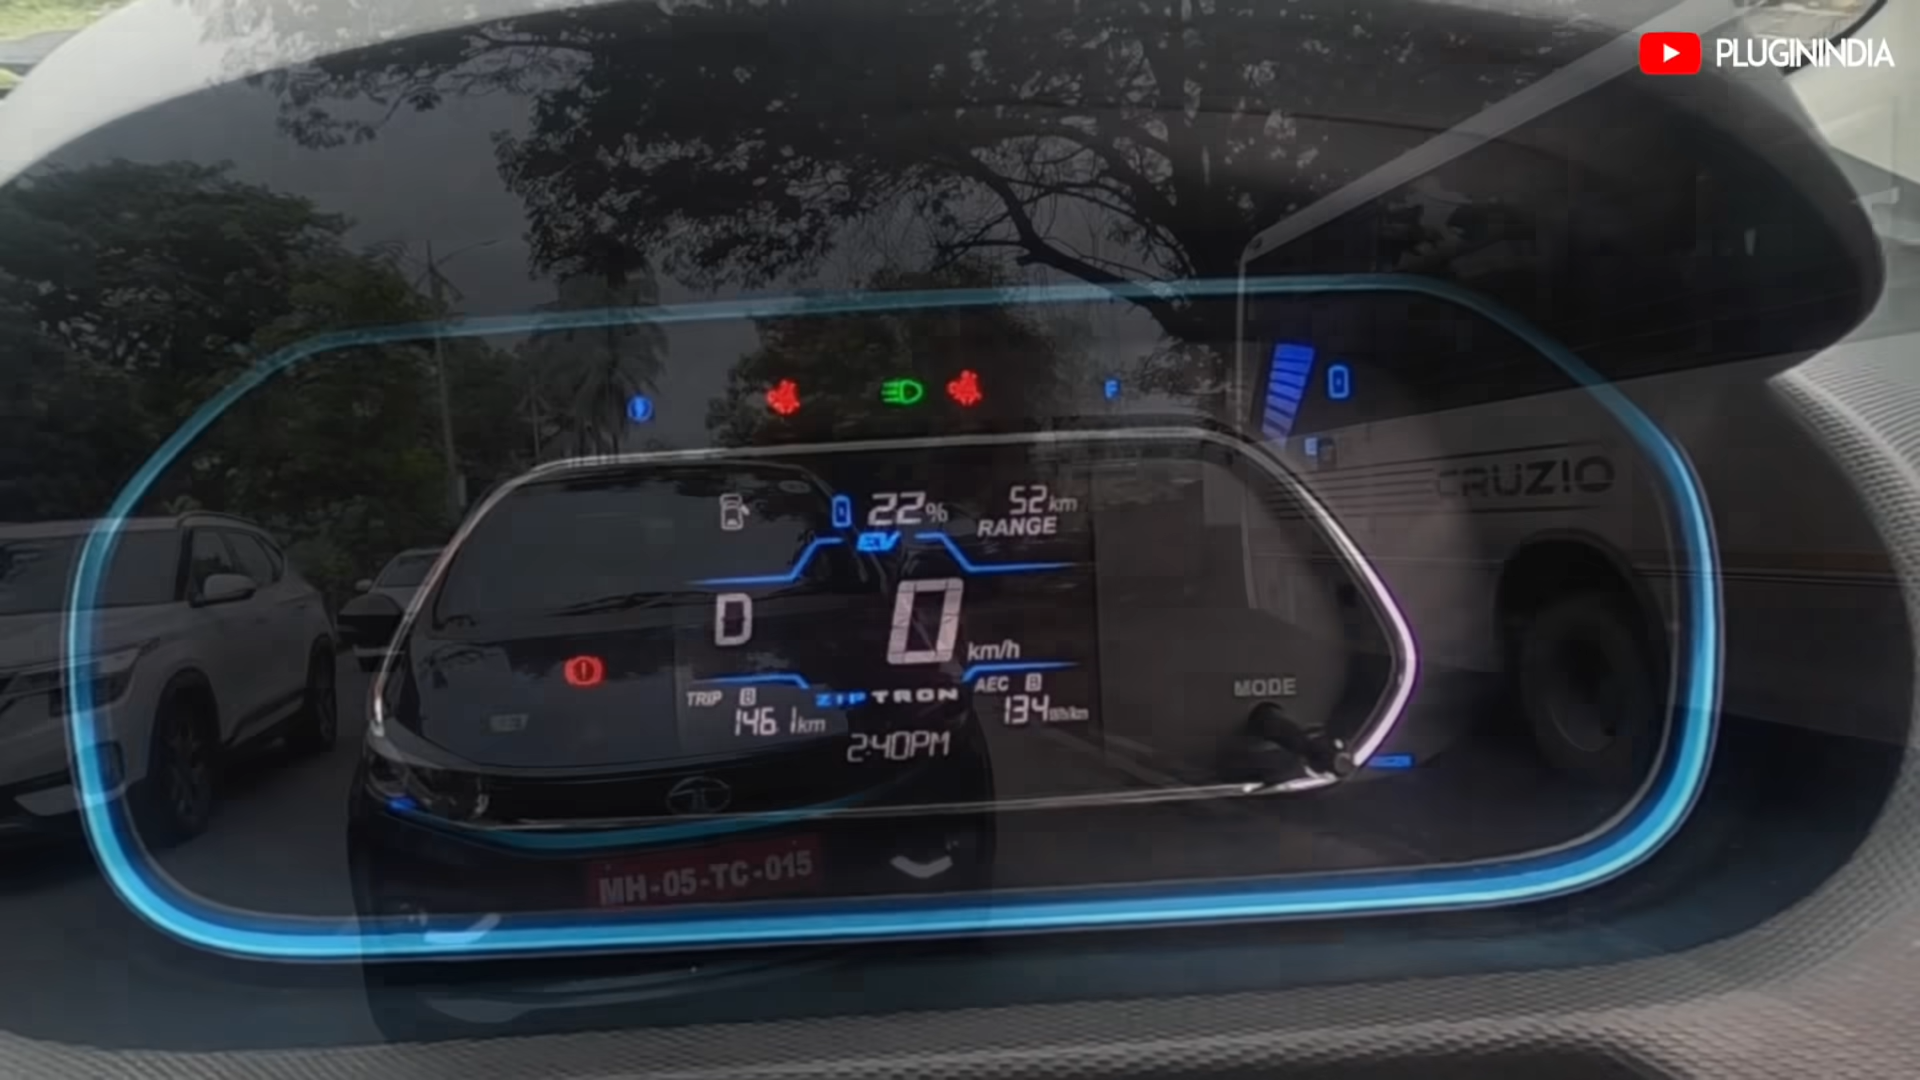 PLUGININDIA
F
CRUZIO
22%
52km
RANGE
EV
D
0
km/h
MODE
TRIP B
146.1km
ZIPTRON
AEC B
134Wh/km
2:40PM
MH-05-TC-015